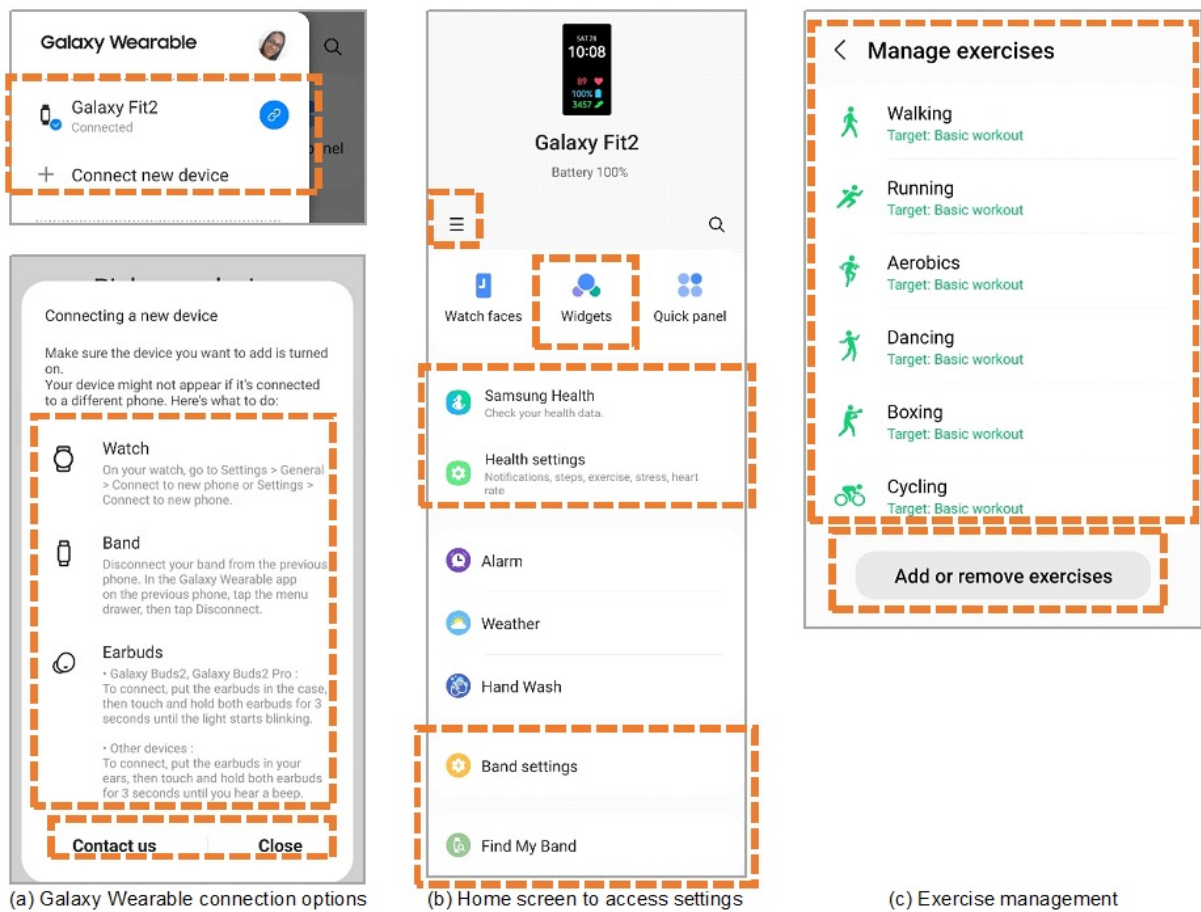 Galaxy Wearable
Galaxy Fit2
Connected
nel
Connect new device
Connecting a new device
Make sure the device you want to add is turned
on.
Your device might not appear if it's connected
to a different phone. Here's what to do:
Watch
On your watch, go to Settings > General
> Connect to new phone or Settings >
Connect to new phone.
Band
Disconnect your band from the previous
phone. In the Galaxy Wearable app
on the previous phone, tap the menu
drawer, then tap Disconnect.
Earbuds
• Galaxy Buds2, Galaxy Buds2 Pro :
To connect, put the earbuds in the case,
then touch and hold both earbuds for 3
seconds until the light starts blinking.
• Other devices :
To connect, put the earbuds in your
ears, then touch and hold both earbuds
for 3 seconds until you hear a beep.
Contact us Close
(a) Galaxy Wearable connection options
SAT 28
10:08
89
100%
3457
Galaxy Fit2
Battery 100%
Watch faces Widgets Quick panel
Samsung Health
Check your health data.
Health settings
Notifications, steps, exercise, stress, heart
rate
Alarm
Weather
Hand Wash
Band settings
Find My Band
(b) Home screen to access settings
Manage exercises
Walking
Target: Basic workout
Running
Target: Basic workout
Aerobics
Target: Basic workout
Dancing
Target: Basic workout
Boxing
Target: Basic workout
Cycling
Target: Basic workout
Add or remove exercises
(c) Exercise management